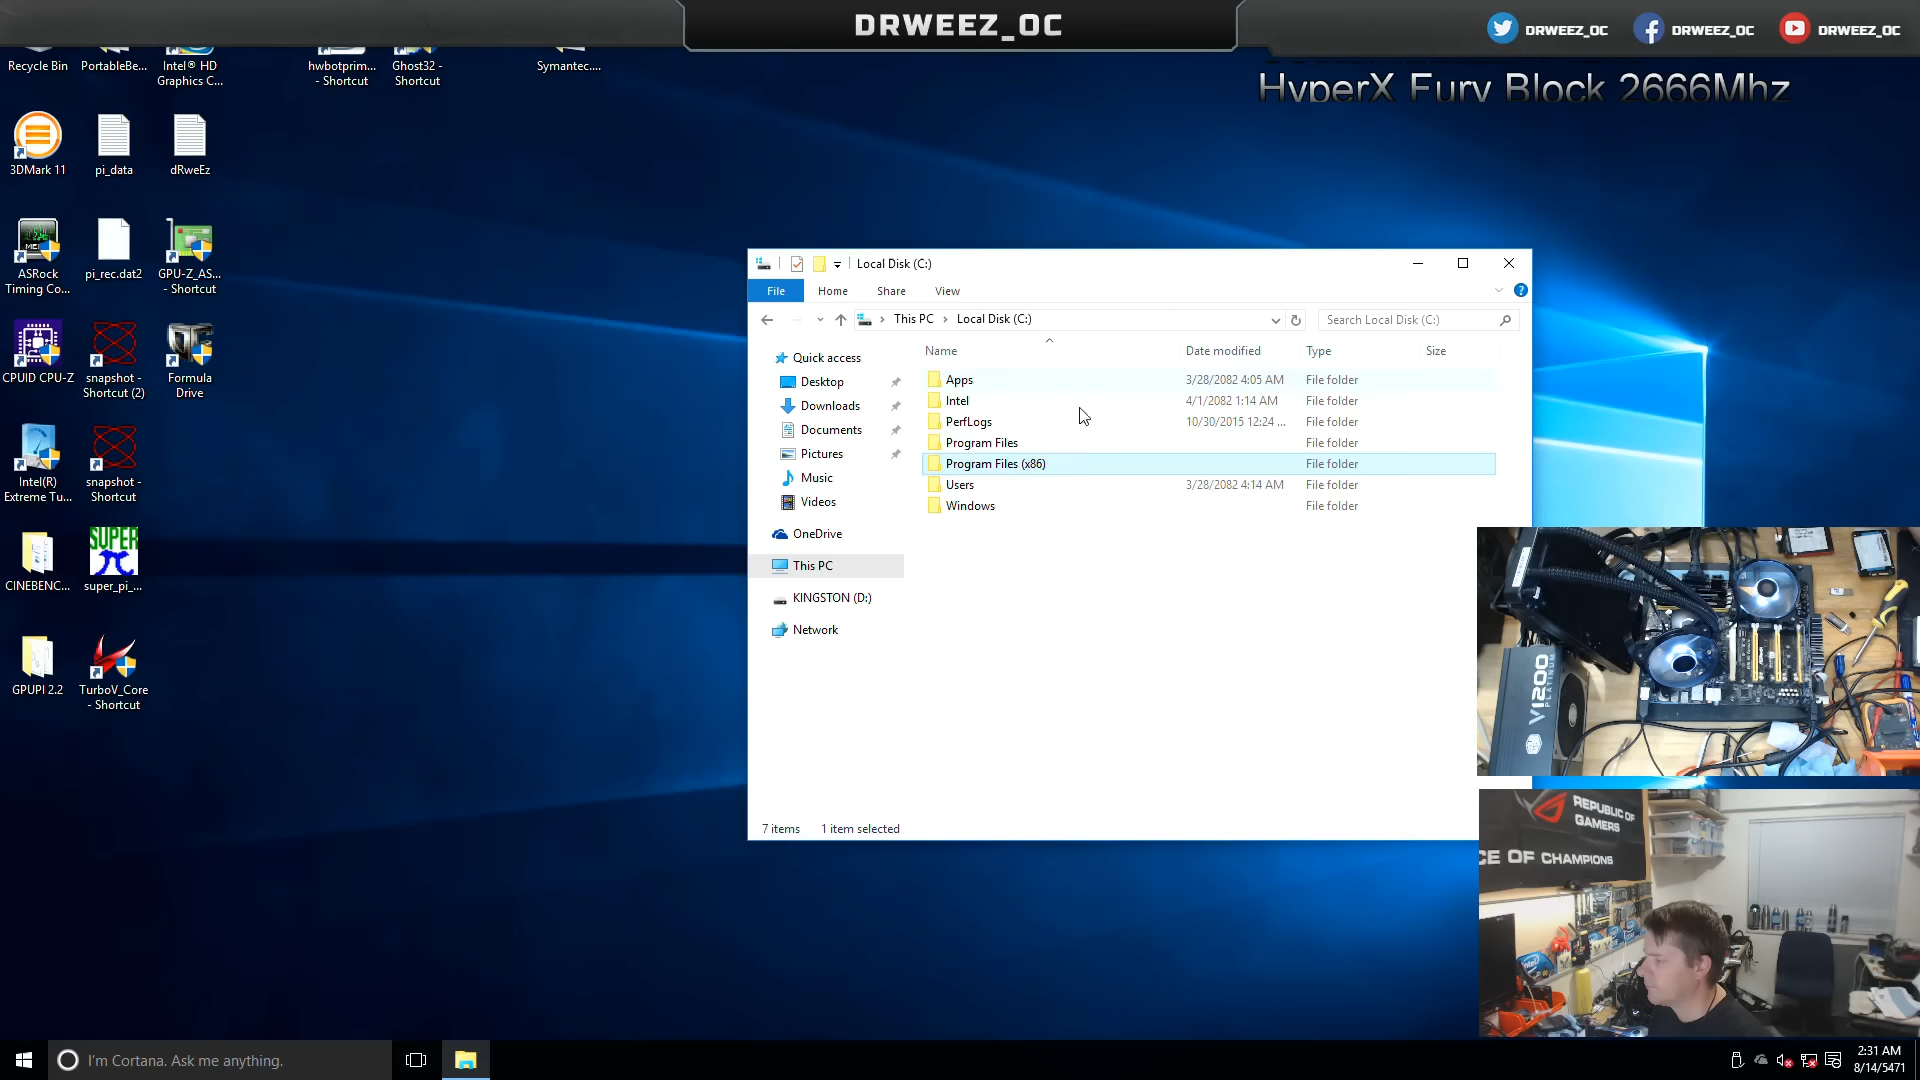 DRWEEZ_OC
DRWEEZ_OC
DRWEEZ_OC
DRWEEZ_OC
HyperX Fury Block 2666Mhz
Recycle Bin
PortableBe...
Intel® HD
Graphics C...
hwbotprim...
- Shortcut
Ghost32 -
Shortcut
Symantec....
3DMark 11
pi_data
dRweEz
ASRock
Timing Co...
pi_rec.dat2
GPU-Z_AS...
- Shortcut
CPUID CPU-Z
snapshot -
Shortcut (2)
Formula
Drive
Intel(R)
Extreme Tu...
snapshot -
Shortcut
SUPER
CINEBENC...
super_pi_...
GPUPI 2.2
TurboV_Core
- Shortcut
Local Disk (C:)
File Home Share View
This PC Local Disk (C:)
Search Local Disk (C:)
Name Date modified Type Size
Quick access
Desktop
Downloads
Documents
Pictures
Music
Videos
OneDrive
This PC
KINGSTON (D:)
Network
Apps 3/28/2082 4:05 AM File folder
Intel 4/1/2082 1:14 AM File folder
PerfLogs 10/30/2015 12:24 ... File folder
Program Files File folder
Program Files (x86) File folder
Users 3/28/2082 4:14 AM File folder
Windows File folder
7 items 1 item selected
V1200
PLATINUM
REPUBLIC OF
GAMERS
CE OF CHAMPIONS
I'm Cortana. Ask me anything.
2:31 AM
8/14/5471